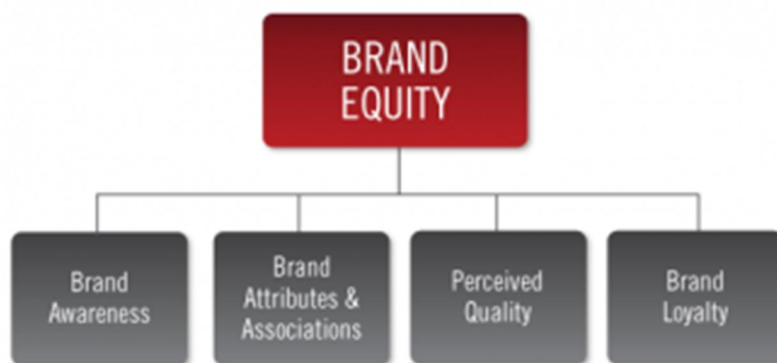 BRAND
EQUITY
Brand
Awareness
Brand
Attributes &
Associations
Perceived
Quality
Brand
Loyalty